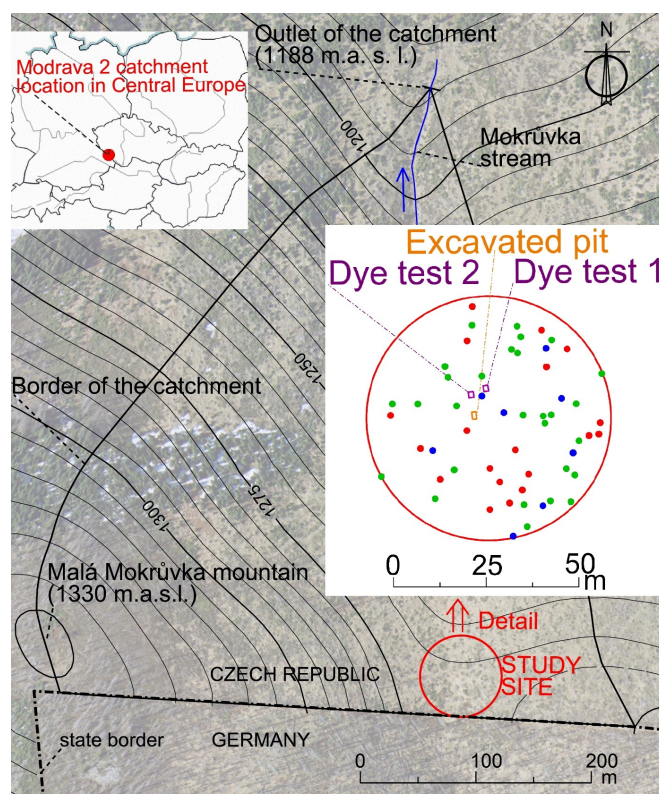 Outlet of the catchment
(1188 m.a. s. l.)
N
Modrava 2 catchment
location in Central Europe
1200
Mokrůvka
stream
Excavated pit
Dye test 2
Dye test 1
1250
Border of the catchment
1275
1300
0
25
50
m
Malá Mokrůvka mountain
(1330 m.a.s.l.)
Detail
CZECH REPUBLIC
STUDY
SITE
state border
GERMANY
0
100
200
m